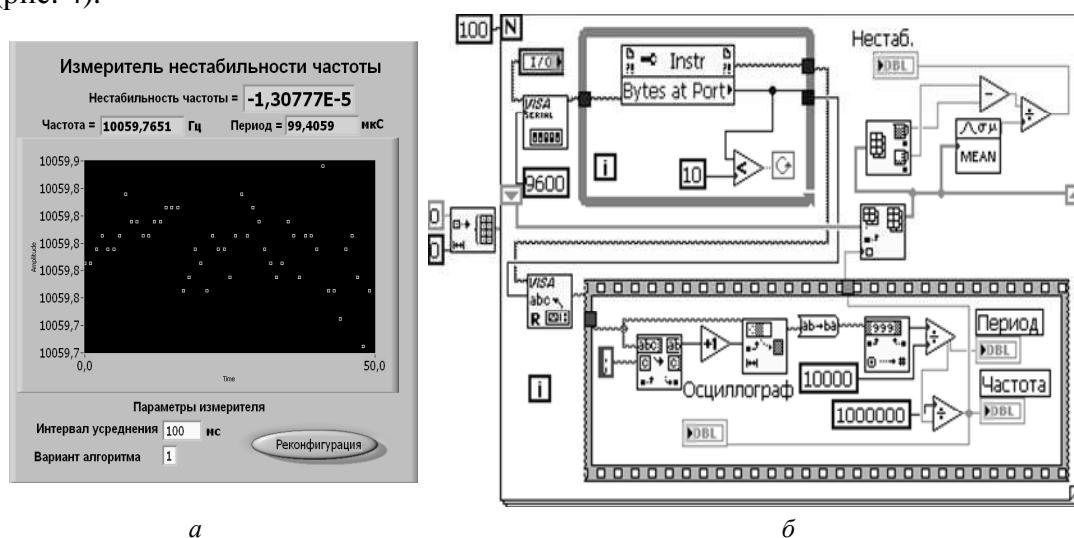 (рис. 4).
Измеритель нестабильности частоты
Нестабильность частоты = -1,30777E-5
Частота = 10059,7651 Гц Период = 99,4059 мкС
10059,9
10059,8
10059,8
10059,8
10059,8
10059,8
10059,7
10059,7
Amplitude
0,0
50,0
Time
Параметры измерителя
Интервал усреднения 100 мс
Вариант алгоритма 1
Реконфигурация
а
100 N
I/O
Instr
Bytes at Port
VISA
SERIAL
9600
i
10
<
Нестаб.
DBL
-
÷
MEAN
0
0
VISA
abc
R
i
;
abc ab
+1
ab→ba
999
#
÷
10000
Осциллограф
DBL
1000000
÷
Период
DBL
Частота
DBL
б